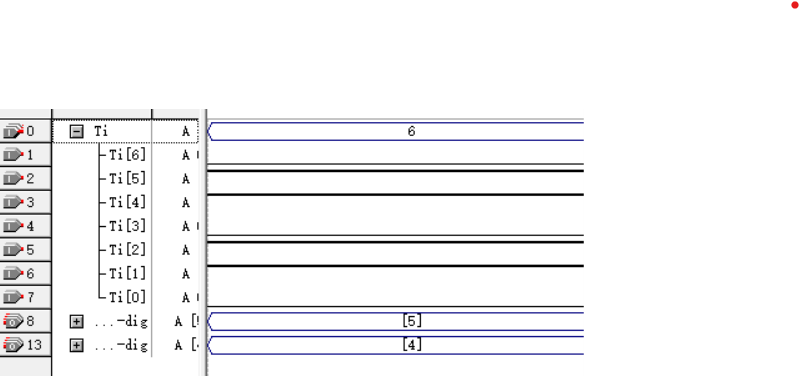 0 Ti A 6
1 Ti[6] A
2 Ti[5] A
3 Ti[4] A
4 Ti[3] A
5 Ti[2] A
6 Ti[1] A
7 Ti[0] A
8 ...-dig A [ [5]
13 ...-dig A [ [4]